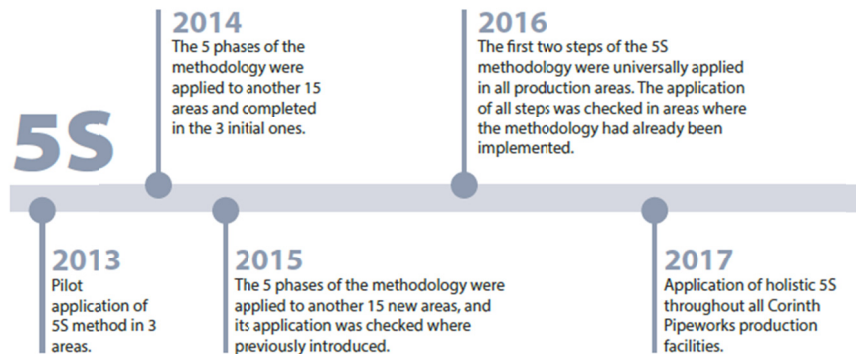 5S
2013
Pilot
application of
5S method in 3
areas.
2014
The 5 phases of the
methodology were
applied to another 15
areas and completed
in the 3 initial ones.
2015
The 5 phases of the methodology were
applied to another 15 new areas, and
its application was checked where
previously introduced.
2016
The first two steps of the 5S
methodology were universally applied
in all production areas. The application
of all steps was checked in areas where
the methodology had already been
implemented.
2017
Application of holistic 5S
throughout all Corinth
Pipeworks production
facilities.